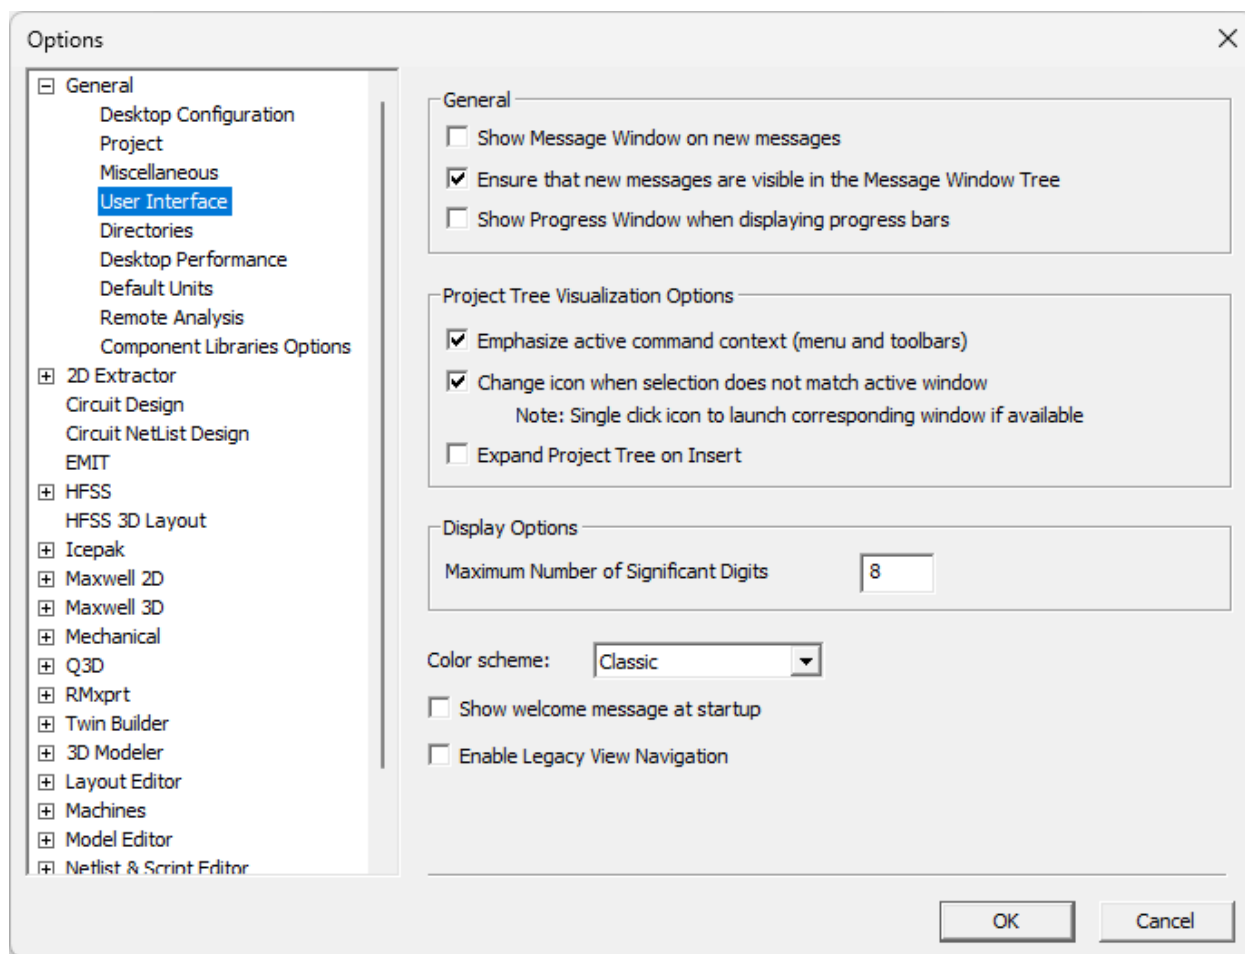 Options
General
Desktop Configuration
Project
Miscellaneous
User Interface
Directories
Desktop Performance
Default Units
Remote Analysis
Component Libraries Options
2D Extractor
Circuit Design
Circuit NetList Design
EMIT
HFSS
HFSS 3D Layout
Icepak
Maxwell 2D
Maxwell 3D
Mechanical
Q3D
RMxprt
Twin Builder
3D Modeler
Layout Editor
Machines
Model Editor
Netlist & Script Editor
General
Show Message Window on new messages
Ensure that new messages are visible in the Message Window Tree
Show Progress Window when displaying progress bars
Project Tree Visualization Options
Emphasize active command context (menu and toolbars)
Change icon when selection does not match active window
Note: Single click icon to launch corresponding window if available
Expand Project Tree on Insert
Display Options
Maximum Number of Significant Digits 8
Color scheme: Classic
Show welcome message at startup
Enable Legacy View Navigation
OK Cancel